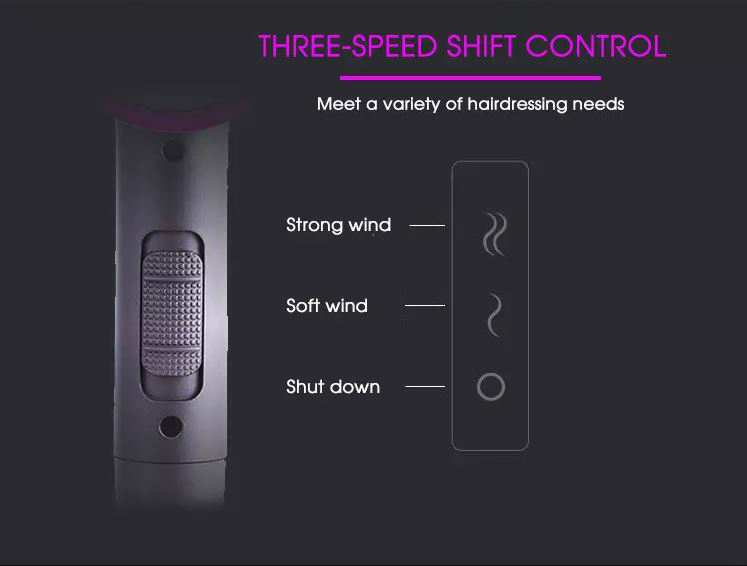 THREE-SPEED SHIFT CONTROL
Meet a variety of hairdressing needs
Strong wind
Soft wind
Shut down